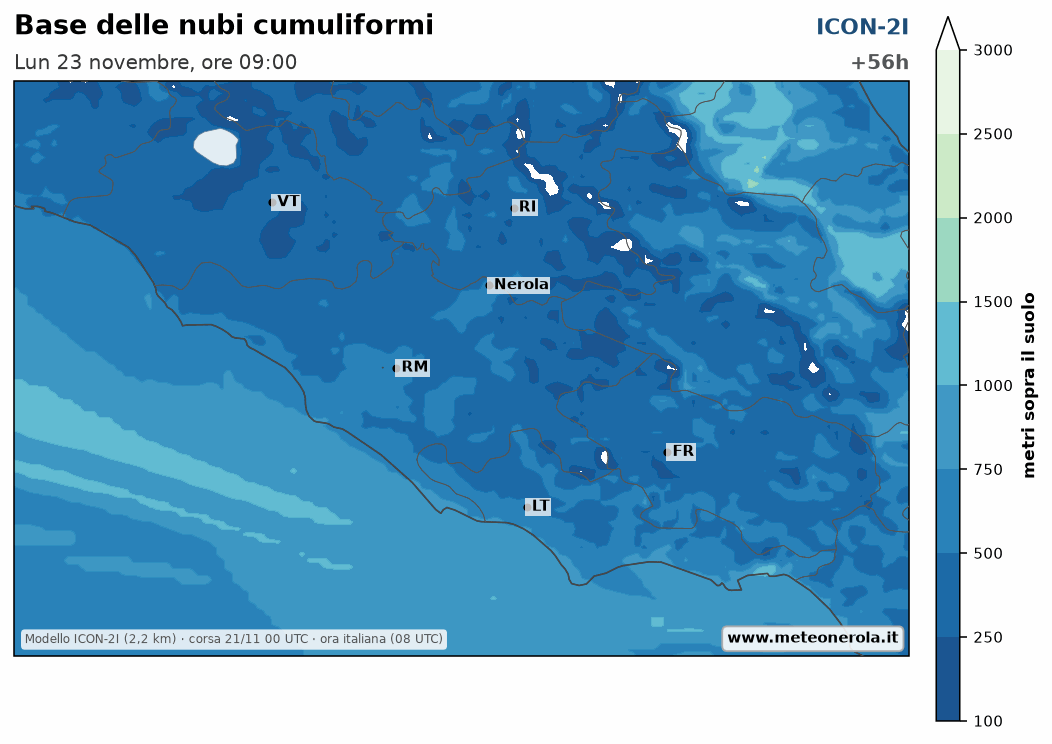 Base delle nubi cumuliformi
ICON-2I
Lun 23 novembre, ore 09:00
+56h
VT
RI
Nerola
RM
FR
LT
Modello ICON-2I (2,2 km) · corsa 21/11 00 UTC · ora italiana (08 UTC)
www.meteonerola.it
3000
2500
2000
1500
1000
750
500
250
100
metri sopra il suolo